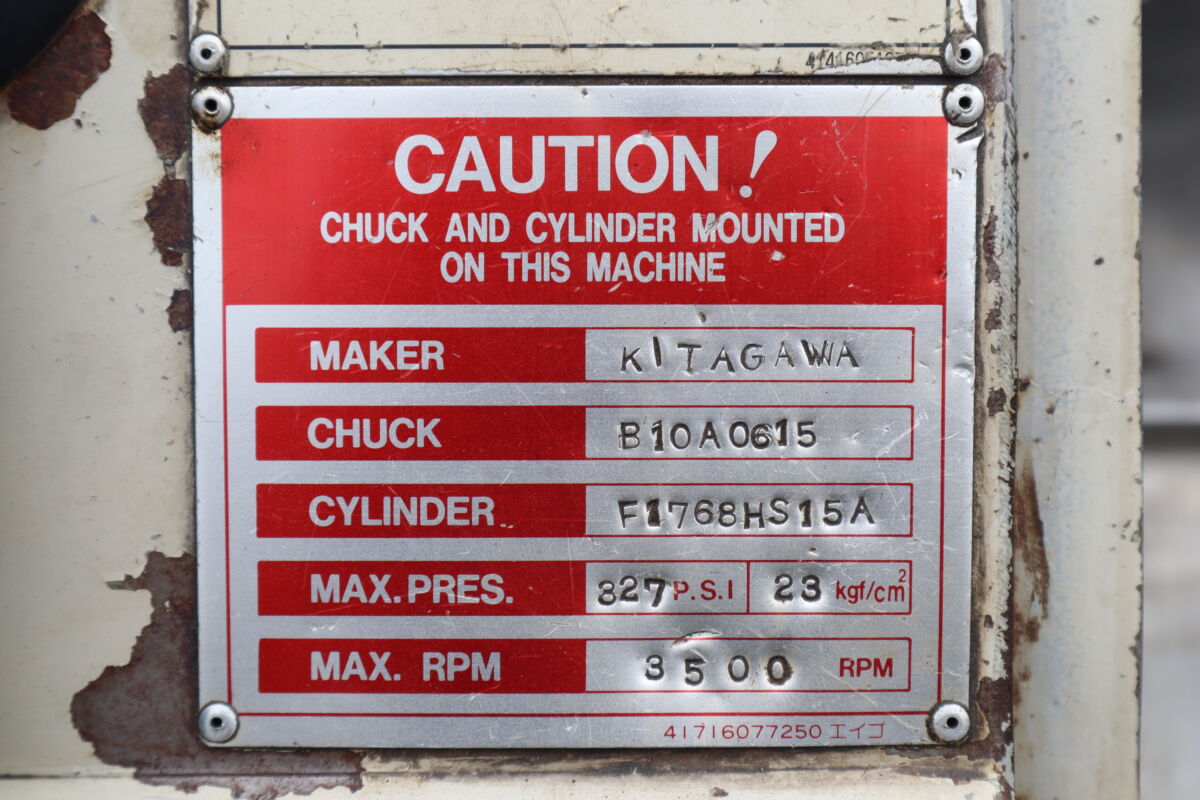 CAUTION!
CHUCK AND CYLINDER MOUNTED
ON THIS MACHINE
MAKER KITAGAWA
CHUCK B10A0615
CYLINDER F1768HS15A
MAX.PRES. 327 P.S.I 23 kgf/cm²
MAX. RPM 3500 RPM
41716077250 エイゴ